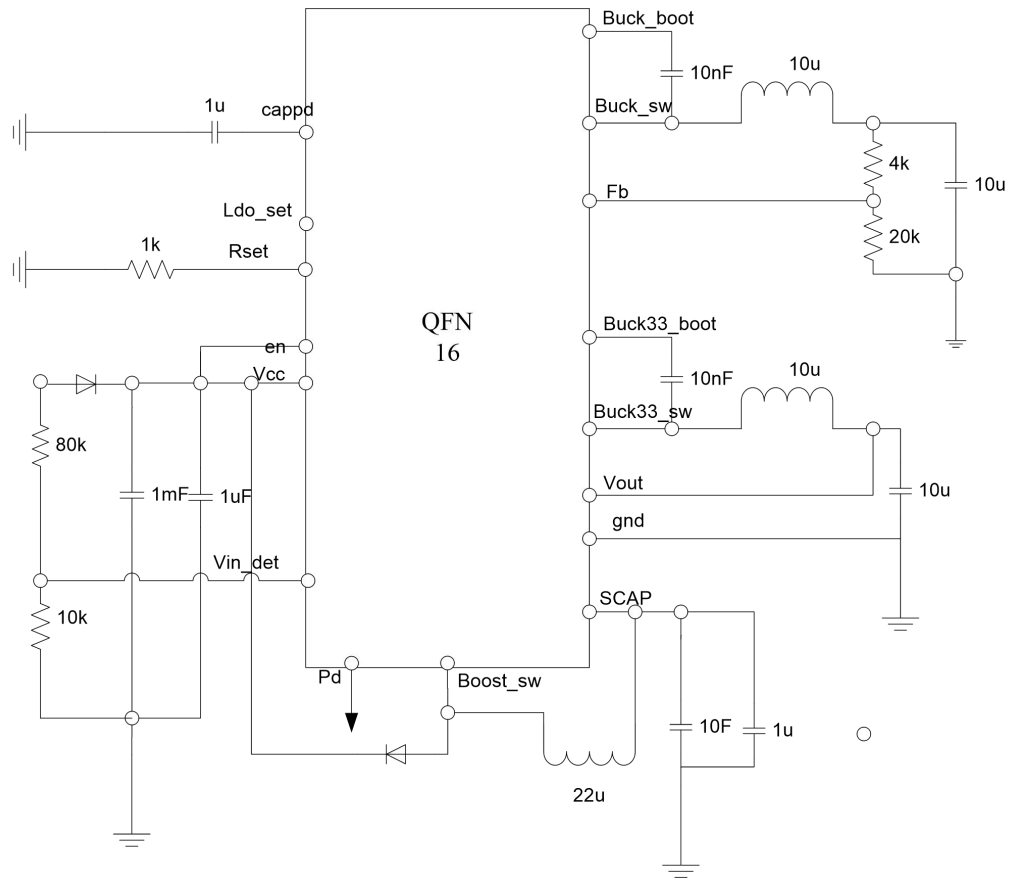 Buck_boot
10nF
10u
1u
cappd
Buck_sw
4k
10u
Fb
Ldo_set
20k
1k
Rset
QFN
16
Buck33_boot
en
Vcc
10nF
10u
Buck33_sw
80k
1mF
1uF
Vout
10u
gnd
Vin_det
SCAP
10k
Pd
Boost_sw
10F
1u
22u